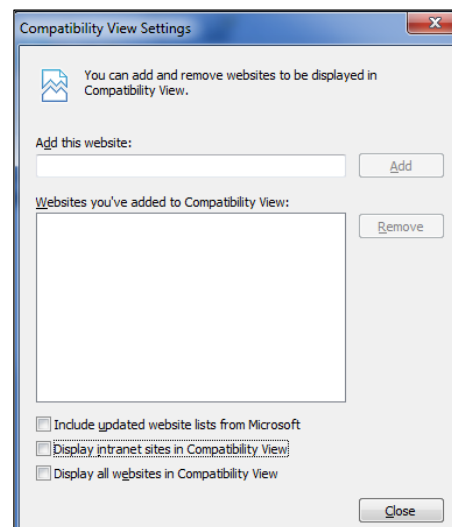 Compatibility View Settings
You can add and remove websites to be displayed in
Compatibility View.
Add this website:
Add
Websites you've added to Compatibility View:
Remove
Include updated website lists from Microsoft
Display intranet sites in Compatibility View
Display all websites in Compatibility View
Close